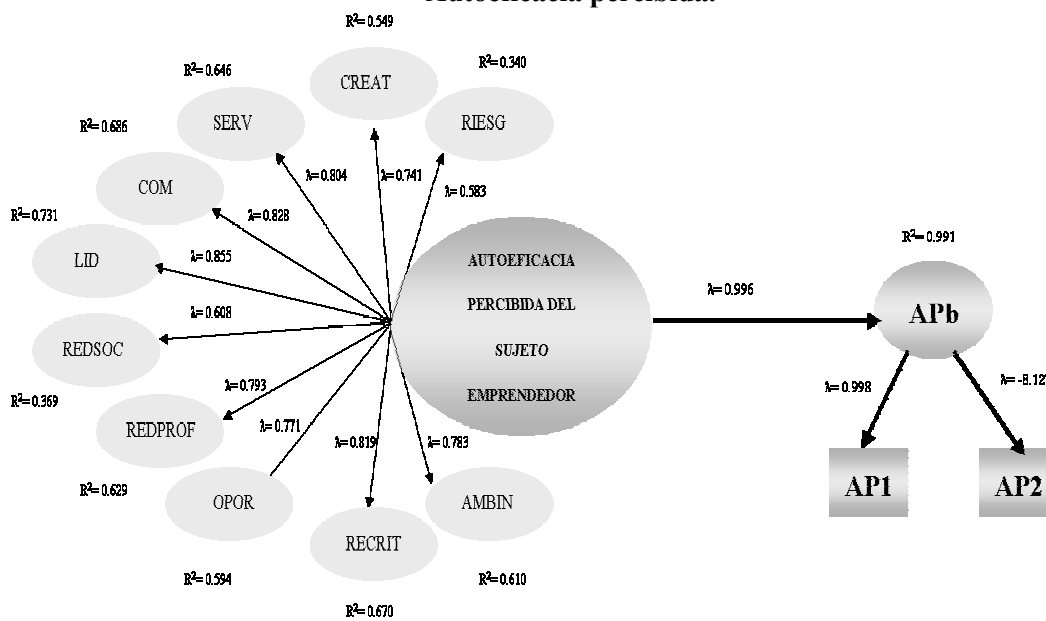 Autoeficacia percibida.
R²= 0.549
R²= 0.646
R²= 0.340
CREAT
SERV
RIESG
R²= 0.686
COM
λ= 0.804
λ= 0.741
λ= 0.583
R²= 0.731
λ= 0.828
LID
λ= 0.855
AUTOEFICACIA
PERCIBIDA DEL
SUJETO
EMPRENDEDOR
R²= 0.991
λ= 0.996
APb
λ= 0.608
REDSOC
R²= 0.369
λ= 0.793
REDPROF
λ= 0.771
λ= 0.819
λ= 0.783
λ= 0.998
R²= 0.629
OPOR
AMBIN
RECRIT
AP1
AP2
R²= 0.594
R²= 0.610
R²= 0.670